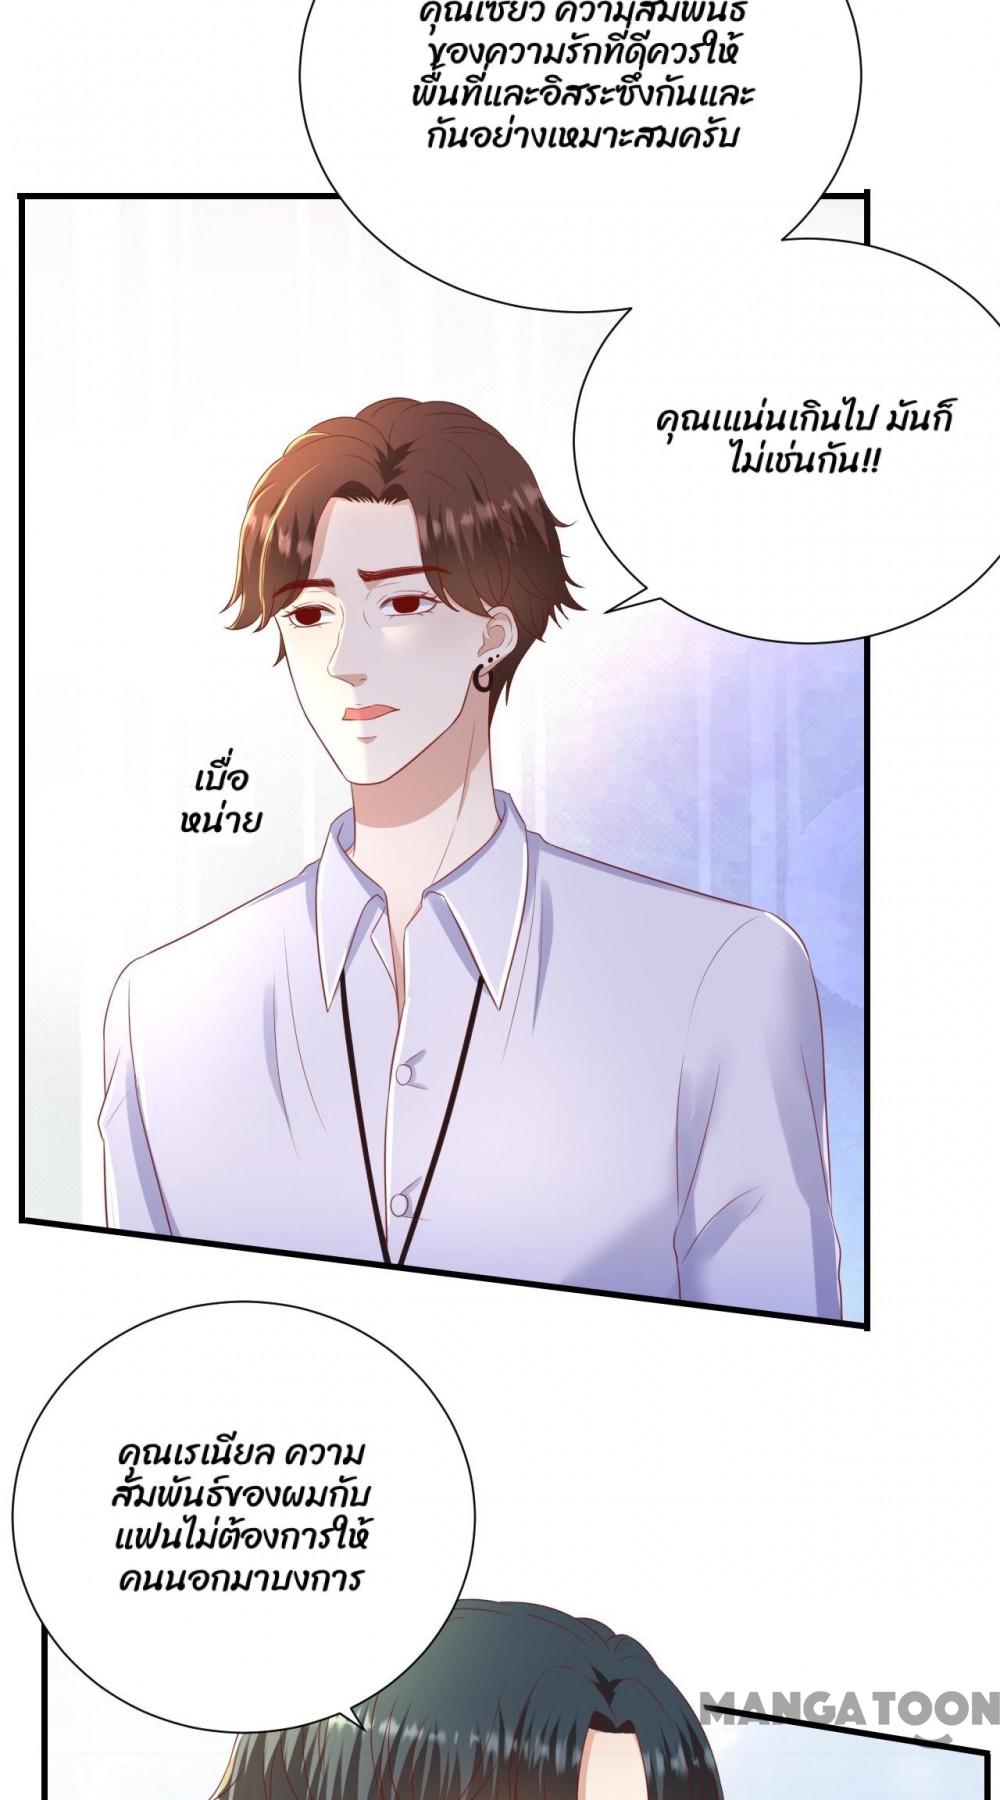 คุณเซียว ความสัมพันธ์
ของความรักที่ดีควรให้
พื้นที่และอิสระซึ่งกันและ
กันอย่างเหมาะสมครับ
คุณแน่นเกินไป มันก็
ไม่เช่นกัน!!
เบื่อ
หน่าย
คุณเรเนียล ความ
สัมพันธ์ของผมกับ
แฟนไม่ต้องการให้
คนนอกมาบงการ
MANGATOON